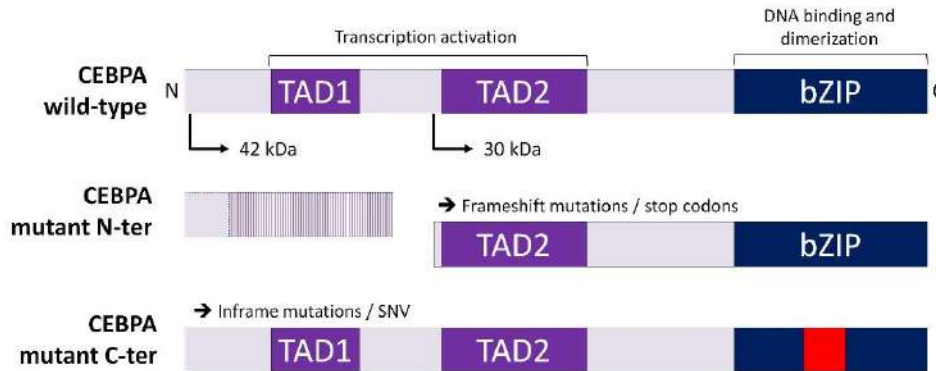 DNA binding and
dimerization
Transcription activation
CEBPA
wild-type
N
TAD1
TAD2
bZIP
42 kDa
30 kDa
CEBPA
mutant N-ter
➔ Frameshift mutations / stop codons
TAD2
bZIP
➔ Inframe mutations / SNV
CEBPA
mutant C-ter
TAD1
TAD2